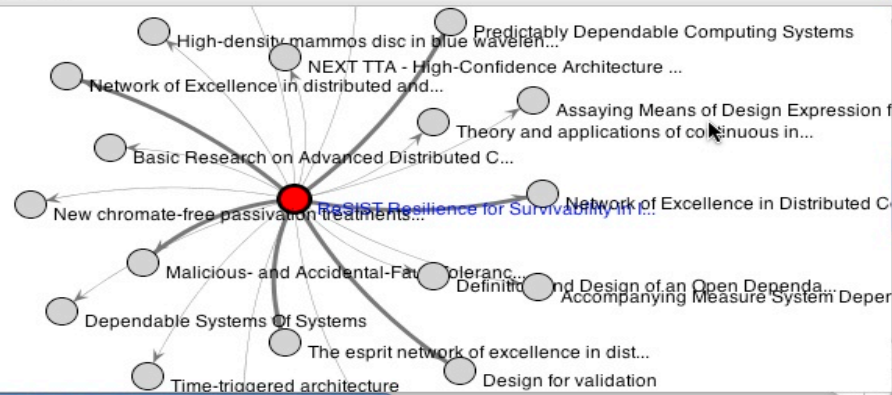 Predictably Dependable Computing Systems
High-density mammos disc in blue wavelen...
NEXT TTA - High-Confidence Architecture ...
Network of Excellence in distributed and...
Assaying Means of Design Expression f
Theory and applications of continuous in...
Basic Research on Advanced Distributed C...
Network of Excellence in Distributed C
ReSIST Resilience for Survivability in I...
New chromate-free passivation treatments...
Malicious- and Accidental-Fault Toleranc...
Definition and Design of an Open Dependa...
Accompanying Measure System Depen
Dependable Systems Of Systems
The esprit network of excellence in dist...
Design for validation
Time-triggered architecture